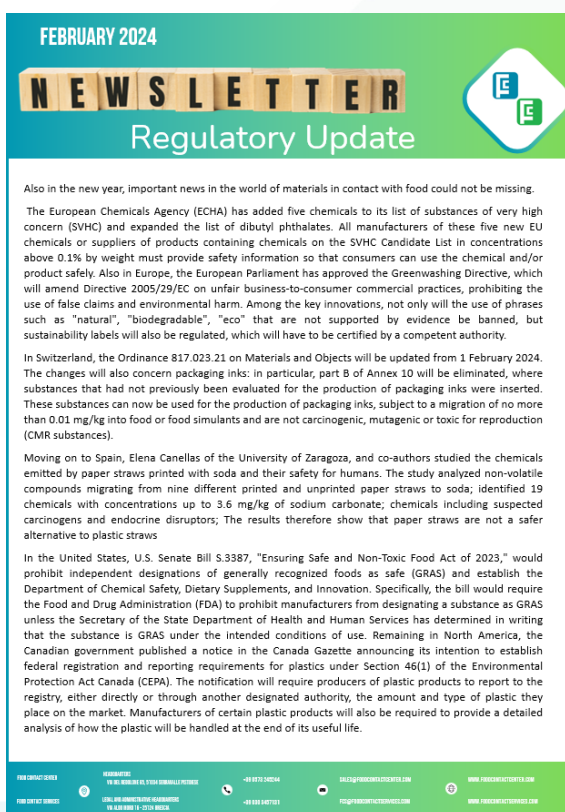 FEBRUARY 2024
NEWSLETTER
Regulatory Update
Also in the new year, important news in the world of materials in contact with food could not be missing.
The European Chemicals Agency (ECHA) has added five chemicals to its list of substances of very high
concern (SVHC) and expanded the list of dibutyl phthalates. All manufacturers of these five new EU
chemicals or suppliers of products containing chemicals on the SVHC Candidate List in concentrations
above 0.1% by weight must provide safety information so that consumers can use the chemical and/or
product safely. Also in Europe, the European Parliament has approved the Greenwashing Directive, which
will amend Directive 2005/29/EC on unfair business-to-consumer commercial practices, prohibiting the
use of false claims and environmental harm. Among the key innovations, not only will the use of phrases
such as "natural", "biodegradable", "eco" that are not supported by evidence be banned, but
sustainability labels will also be regulated, which will have to be certified by a competent authority.
In Switzerland, the Ordinance 817.023.21 on Materials and Objects will be updated from 1 February 2024.
The changes will also concern packaging inks: in particular, part B of Annex 10 will be eliminated, where
substances that had not previously been evaluated for the production of packaging inks were inserted.
These substances can now be used for the production of packaging inks, subject to a migration of no more
than 0.01 mg/kg into food or food simulants and are not carcinogenic, mutagenic or toxic for reproduction
(CMR substances).
Moving on to Spain, Elena Canellas of the University of Zaragoza, and co-authors studied the chemicals
emitted by paper straws printed with soda and their safety for humans. The study analyzed non-volatile
compounds migrating from nine different printed and unprinted paper straws to soda; identified 19
chemicals with concentrations up to 3.6 mg/kg of sodium carbonate; chemicals including suspected
carcinogens and endocrine disruptors; The results therefore show that paper straws are not a safer
alternative to plastic straws
In the United States, U.S. Senate Bill S.3387, "Ensuring Safe and Non-Toxic Food Act of 2023," would
prohibit independent designations of generally recognized foods as safe (GRAS) and establish the
Department of Chemical Safety, Dietary Supplements, and Innovation. Specifically, the bill would require
the Food and Drug Administration (FDA) to prohibit manufacturers from designating a substance as GRAS
unless the Secretary of the State Department of Health and Human Services has determined in writing
that the substance is GRAS under the intended conditions of use. Remaining in North America, the
Canadian government published a notice in the Canada Gazette announcing its intention to establish
federal registration and reporting requirements for plastics under Section 46(1) of the Environmental
Protection Act Canada (CEPA). The notification will require producers of plastic products to report to the
registry, either directly or through another designated authority, the amount and type of plastic they
place on the market. Manufacturers of certain plastic products will also be required to provide a detailed
analysis of how the plastic will be handled at the end of its useful life.
FOOD CONTACT CENTER
HEADQUARTERS
SALES@FOODCONTACTCENTER.COM
WWW.FOODCONTACTCENTER.COM
FOOD CONTACT SERVICES
LEGAL AND ADMINISTRATIVE HEADQUARTERS
FCS@FOODCONTACTSERVICES.COM
WWW.FOODCONTACTSERVICES.COM